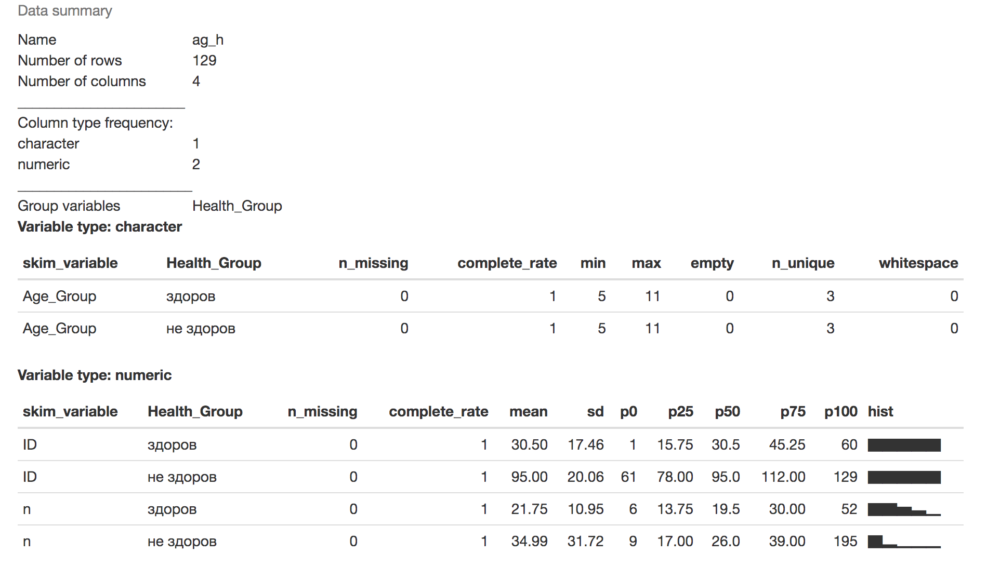 Data summary
Name ag_h
Number of rows 129
Number of columns 4
_______________________
Column type frequency:
character 1
numeric 2
________________________
Group variables Health_Group
Variable type: character
skim_variable Health_Group n_missing complete_rate min max empty n_unique whitespace
Age_Group здоров 0 1 5 11 0 3 0
Age_Group не здоров 0 1 5 11 0 3 0
Variable type: numeric
skim_variable Health_Group n_missing complete_rate mean sd p0 p25 p50 p75 p100 hist
ID здоров 0 1 30.50 17.46 1 15.75 30.5 45.25 60
ID не здоров 0 1 95.00 20.06 61 78.00 95.0 112.00 129
n здоров 0 1 21.75 10.95 6 13.75 19.5 30.00 52
n не здоров 0 1 34.99 31.72 9 17.00 26.0 39.00 195